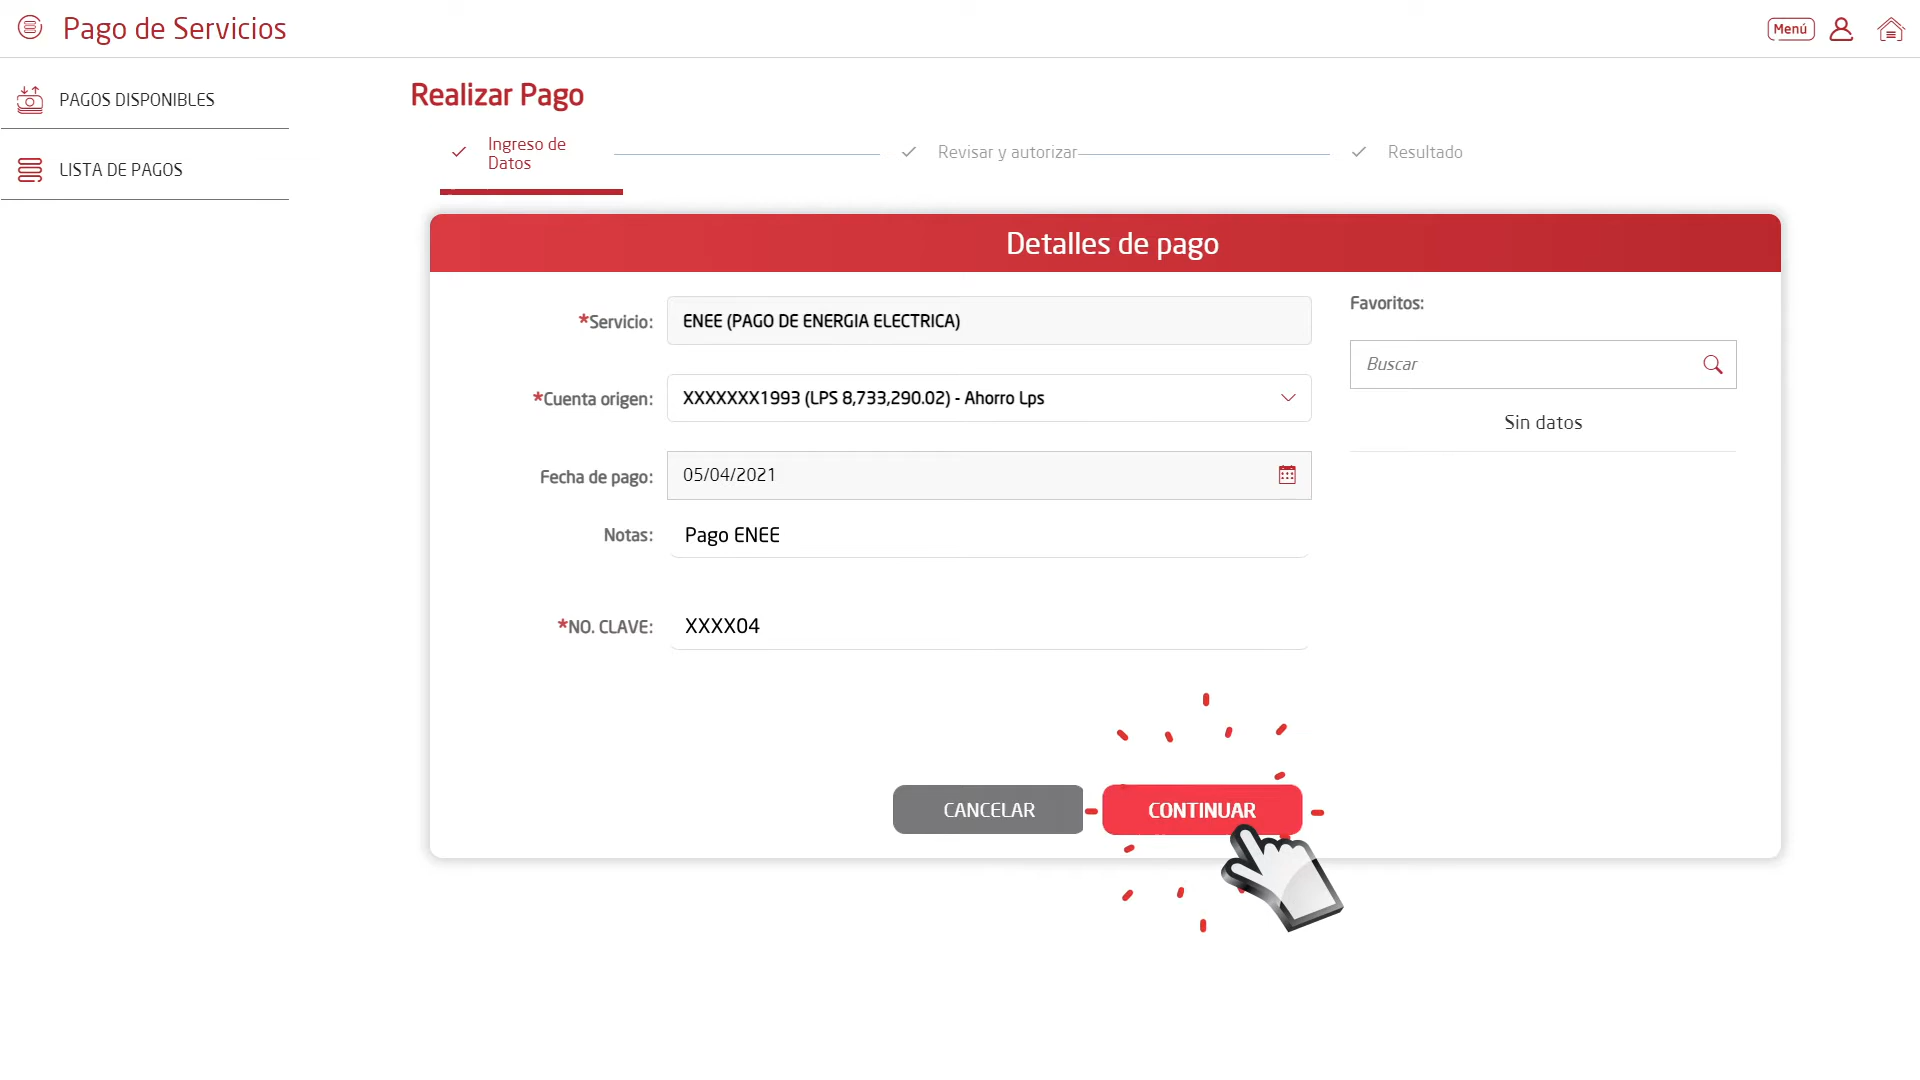 Pago de Servicios
Menú
PAGOS DISPONIBLES
LISTA DE PAGOS
Realizar Pago
Ingreso de
Datos
Revisar y autorizar
Resultado
Detalles de pago
*Servicio: ENEE (PAGO DE ENERGIA ELECTRICA)
*Cuenta origen: XXXXXXX1993 (LPS 8,733,290.02) - Ahorro Lps
Fecha de pago: 05/04/2021
Notas: Pago ENEE
*NO. CLAVE: XXXX04
Favoritos:
Buscar
Sin datos
CANCELAR
CONTINUAR